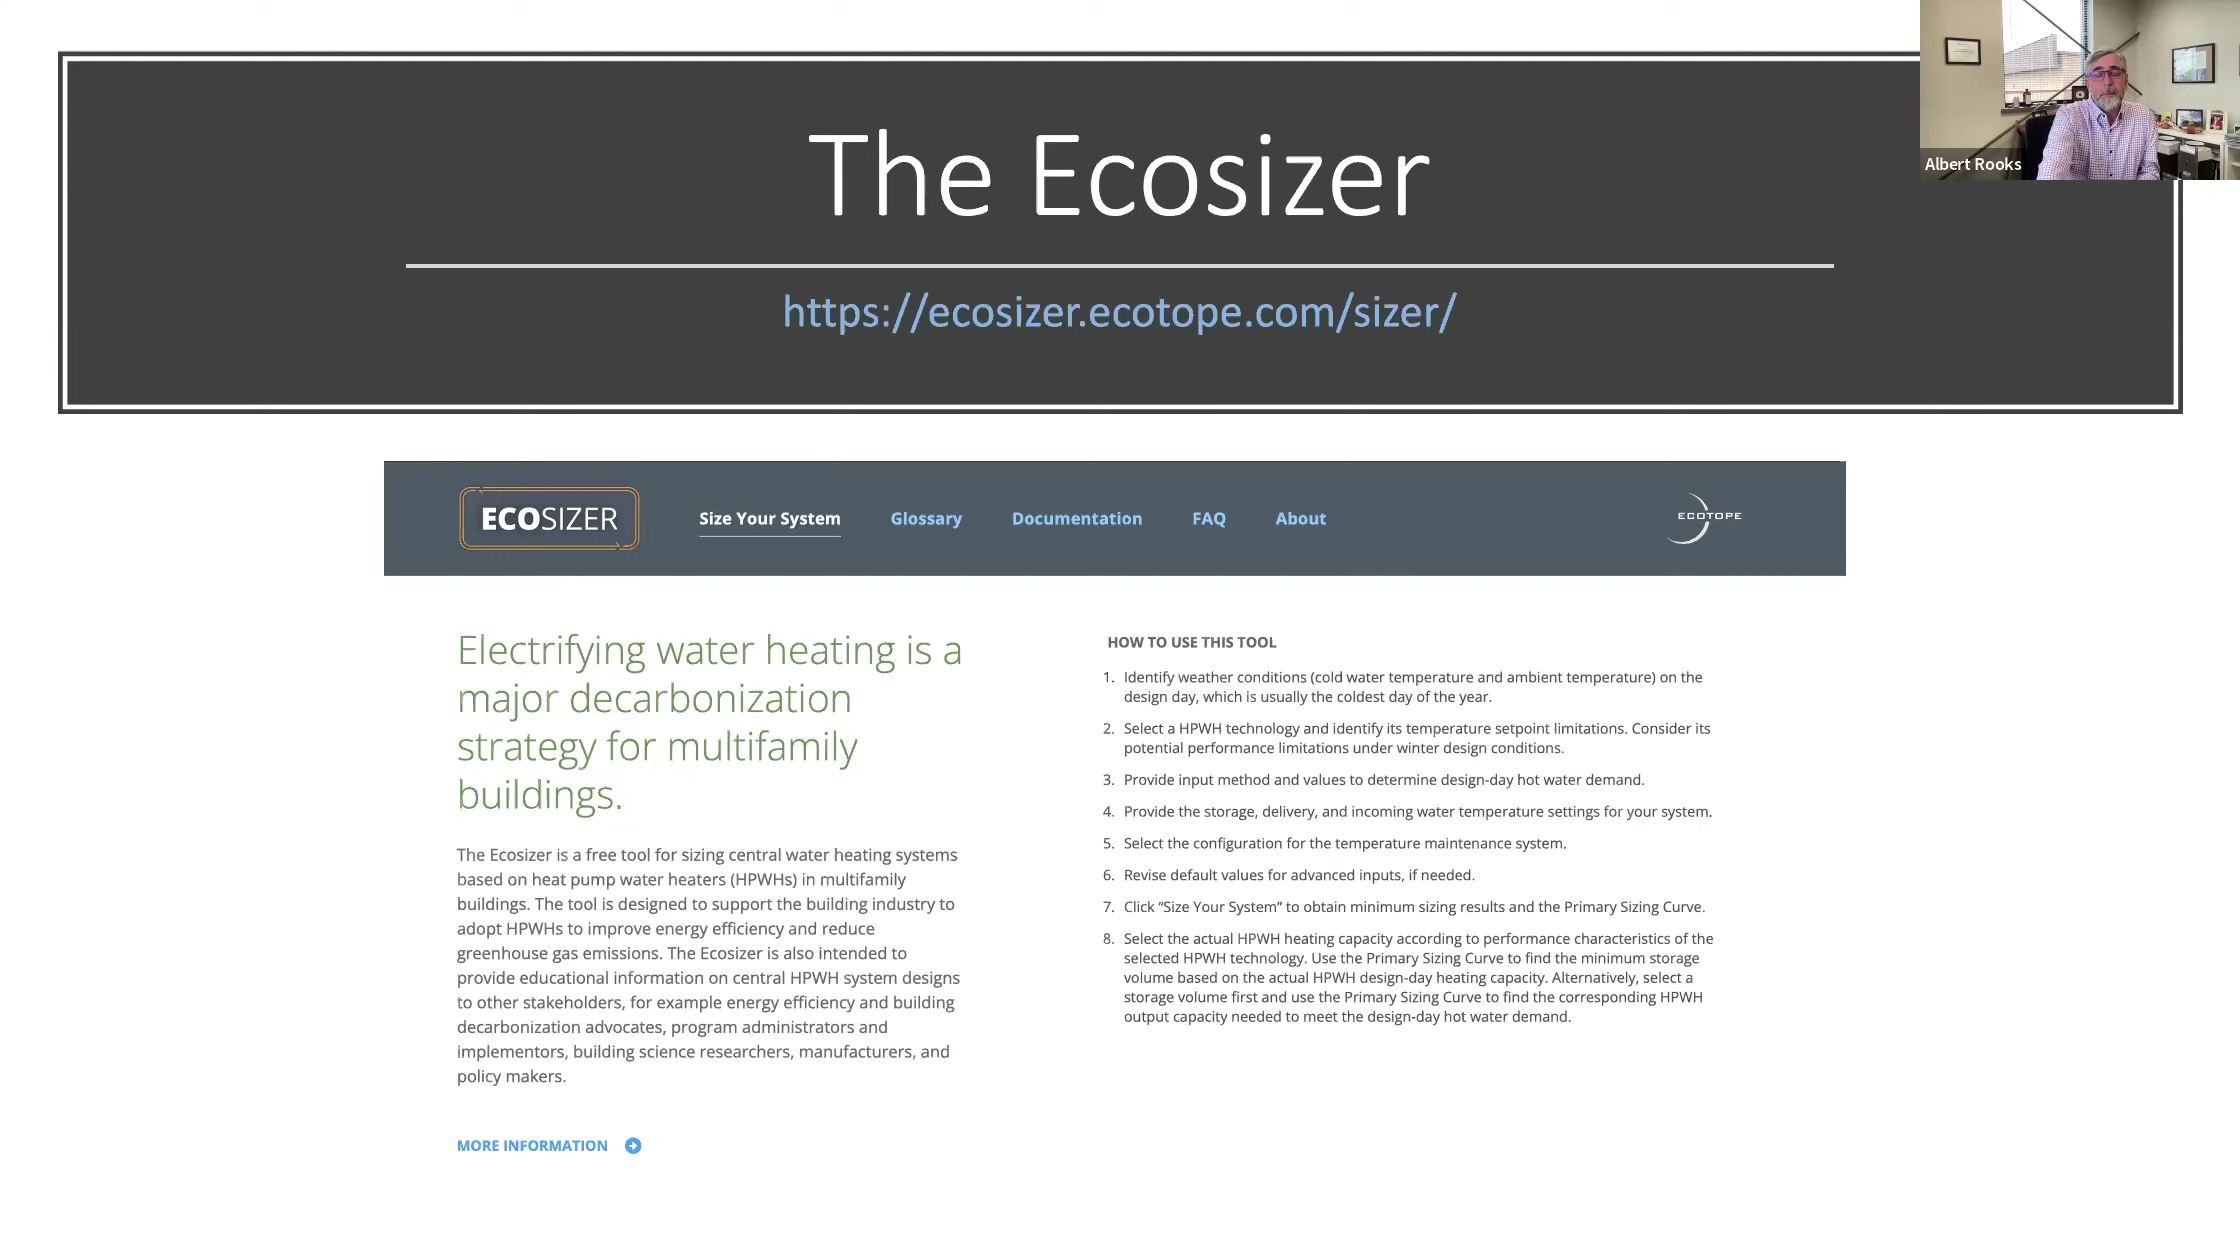 The Ecosizer
https://ecosizer.ecotope.com/sizer/
Albert Rooks
ECOSIZER
Size Your System
Glossary
Documentation
FAQ
About
ECOTOPE
Electrifying water heating is a
major decarbonization
strategy for multifamily
buildings.
The Ecosizer is a free tool for sizing central water heating systems
based on heat pump water heaters (HPWHs) in multifamily
buildings. The tool is designed to support the building industry to
adopt HPWHs to improve energy efficiency and reduce
greenhouse gas emissions. The Ecosizer is also intended to
provide educational information on central HPWH system designs
to other stakeholders, for example energy efficiency and building
decarbonization advocates, program administrators and
implementors, building science researchers, manufacturers, and
policy makers.
MORE INFORMATION
HOW TO USE THIS TOOL
1. Identify weather conditions (cold water temperature and ambient temperature) on the
design day, which is usually the coldest day of the year.
2. Select a HPWH technology and identify its temperature setpoint limitations. Consider its
potential performance limitations under winter design conditions.
3. Provide input method and values to determine design-day hot water demand.
4. Provide the storage, delivery, and incoming water temperature settings for your system.
5. Select the configuration for the temperature maintenance system.
6. Revise default values for advanced inputs, if needed.
7. Click “Size Your System” to obtain minimum sizing results and the Primary Sizing Curve.
8. Select the actual HPWH heating capacity according to performance characteristics of the
selected HPWH technology. Use the Primary Sizing Curve to find the minimum storage
volume based on the actual HPWH design-day heating capacity. Alternatively, select a
storage volume first and use the Primary Sizing Curve to find the corresponding HPWH
output capacity needed to meet the design-day hot water demand.